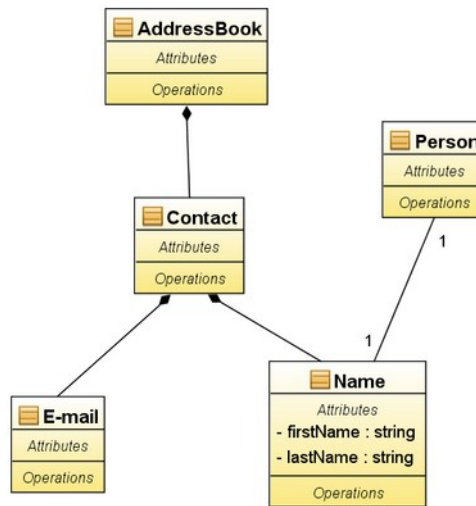 AddressBook
Attributes
Operations
Person
Attributes
Operations
1
Contact
Attributes
Operations
1
E-mail
Attributes
Operations
Name
Attributes
- firstName : string
- lastName : string
Operations